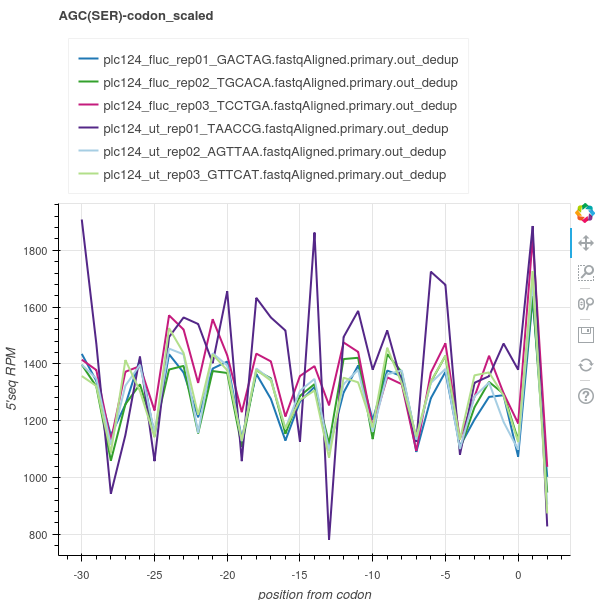 AGC(SER)-codon_scaled
plc124_fluc_rep01_GACTAG.fastqAligned.primary.out_dedup
plc124_fluc_rep02_TGCACA.fastqAligned.primary.out_dedup
plc124_fluc_rep03_TCCTGA.fastqAligned.primary.out_dedup
plc124_ut_rep01_TAACCG.fastqAligned.primary.out_dedup
plc124_ut_rep02_AGTTAA.fastqAligned.primary.out_dedup
plc124_ut_rep03_GTTCAT.fastqAligned.primary.out_dedup
5'seq RPM
1800
1600
1400
1200
1000
800
-30 -25 -20 -15 -10 -5 0
position from codon